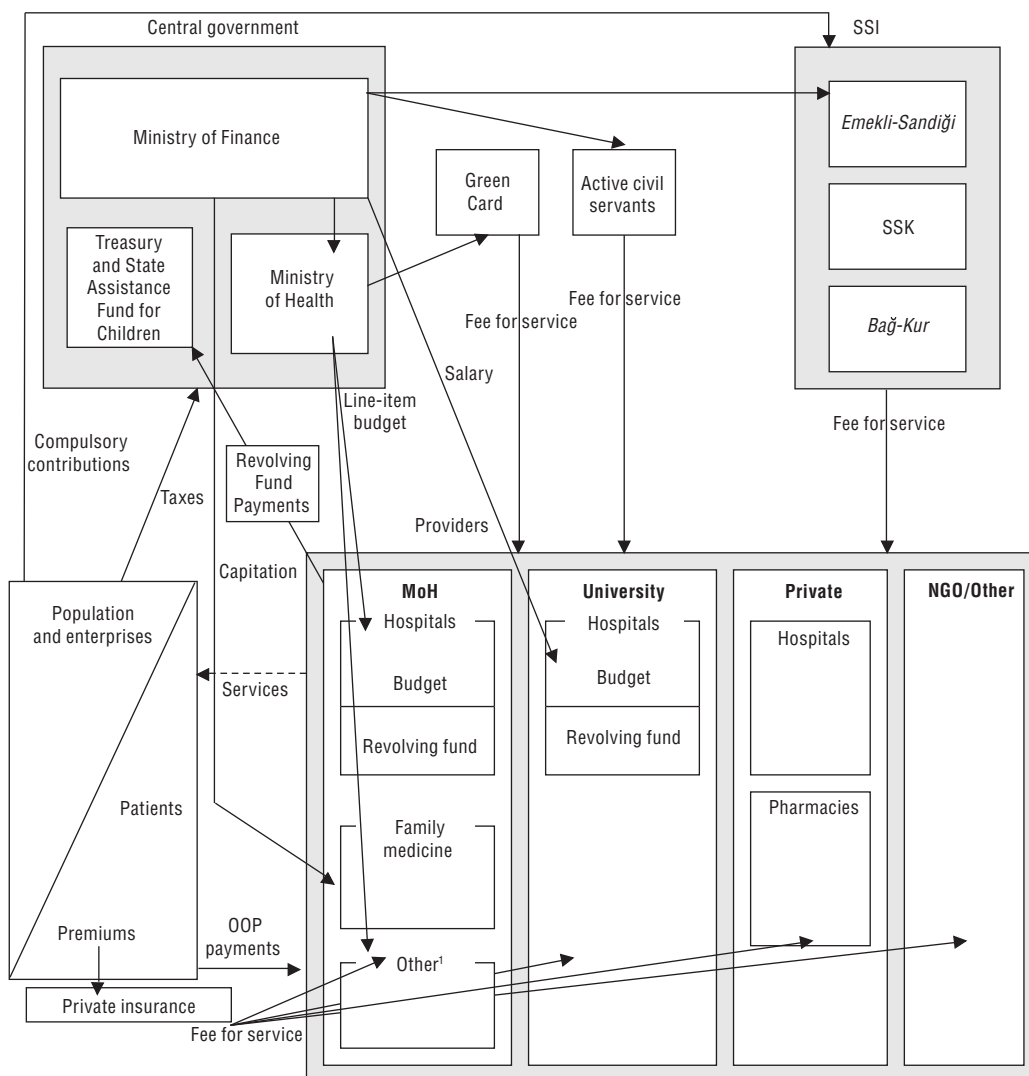 Central government
SSI
Ministry of Finance
Emekli-Sandiği
Green
Card
Active civil
servants
Treasury
and State
Assistance
Fund for
Children
Ministry
of Health
SSK
Bağ-Kur
Fee for service
Fee for service
Salary
Line-item
budget
Fee for service
Compulsory
contributions
Revolving
Fund
Payments
Taxes
Providers
Capitation
MoH
University
Private
NGO/Other
Population
and enterprises
Hospitals
Hospitals
Hospitals
Budget
Budget
Services
Revolving fund
Revolving fund
Patients
Pharmacies
Family
medicine
Premiums
OOP
payments
Other¹
Private insurance
Fee for service